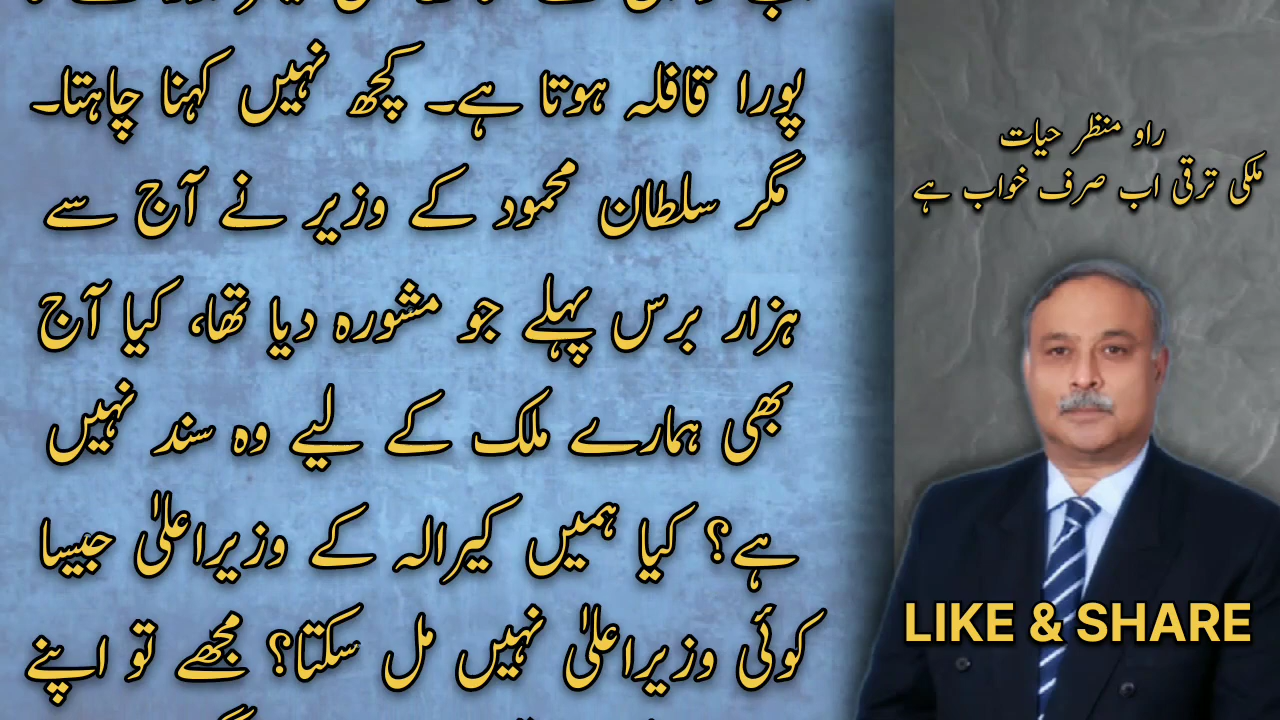 پورا قافلہ ہوتا ہے۔ کچھ نہیں کہنا چاہتا۔
مگر سلطان محمود کے وزیر نے آج سے
ہزار برس پہلے جو مشورہ دیا تھا، کیا آج
بھی ہمارے ملک کے لیے وہ سند نہیں
ہے؟ کیا ہمیں کیرالہ کے وزیراعلیٰ جیسا
کوئی وزیراعلیٰ نہیں مل سکتا؟ مجھے تو اپنے
راو منظر حیات
ملکی ترقی اب صرف خواب ہے
LIKE & SHARE